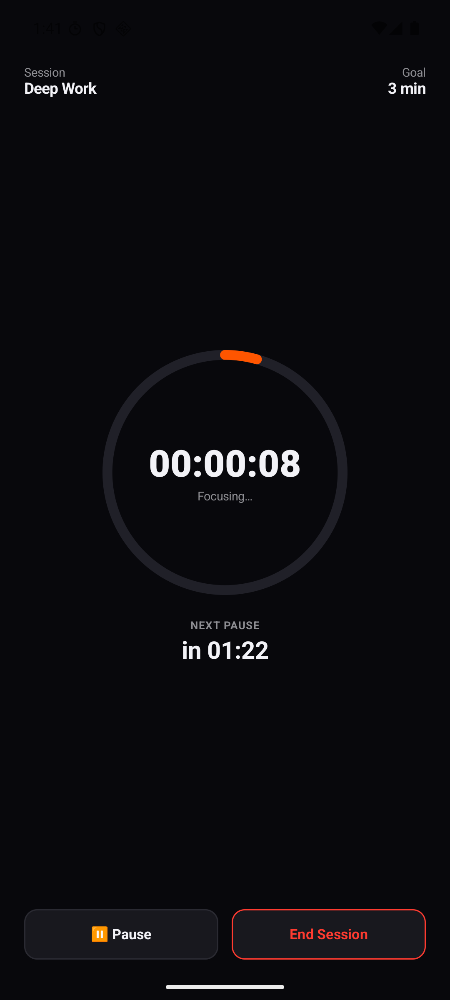 1:41
Session
Goal
Deep Work
3 min
00:00:08
Focusing...
NEXT PAUSE
in 01:22
Pause
End Session